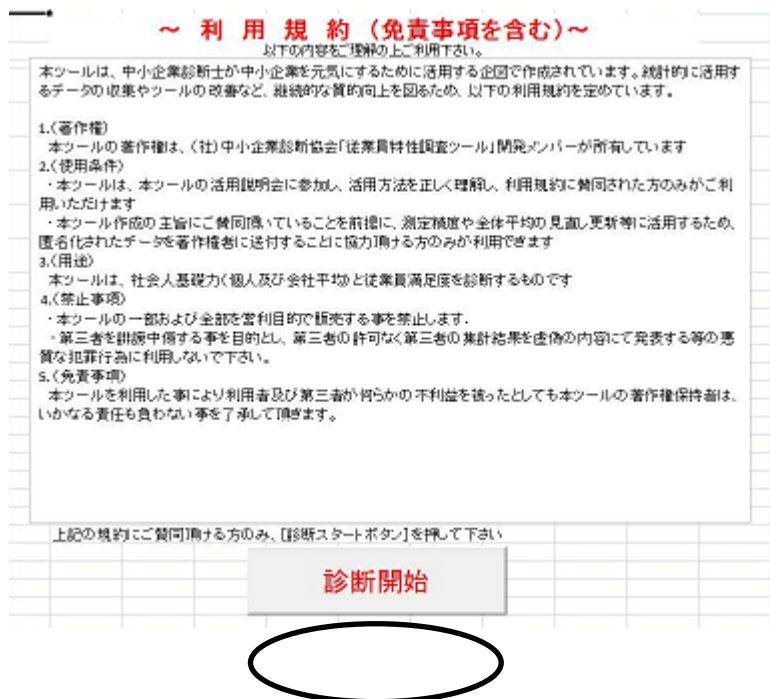 ～ 利 用 規 約 （免責事項を含む）～
以下の内容をご理解の上ご利用下さい。
本ツールは、中小企業診断士が中小企業を元気にするために活用する企図で作成されています。統計的に活用す
るデータの収集やツールの改善など、継続的な質的向上を図るため、以下の利用規約を定めています。
1.(著作権)
本ツールの著作権は、(社)中小企業診断協会｢従業員特性調査ツール｣開発メンバーが所有しています
2.(使用条件)
・本ツールは、本ツールの活用説明会に参加し、活用方法を正しく理解し、利用規約に賛同された方のみがご利
用いただけます
・本ツール作成の主旨にご賛同頂いていることを前提に、測定精度や全体平均の見直し更新等に活用するため、
匿名化されたデータを著作権者に送付することに協力頂ける方のみが利用できます
3.(用途)
本ツールは、社会人基礎力(個人及び会社平均)と従業員満足度を診断するものです
4.(禁止事項)
・本ツールの一部および全部を営利目的で販売する事を禁止します.
・第三者を誹謗中傷する事を目的とし、第三者の許可なく第三者の集計結果を虚偽の内容にて発表する等の悪
質な犯罪行為に利用しないで下さい。
5.(免責事項)
本ツールを利用した事により利用者及び第三者が何らかの不利益を被ったとしても本ツールの著作権保持者は、
いかなる責任も負わない事を了承して頂きます。
上記の規約にご賛同頂ける方のみ、[診断スタートボタン]を押して下さい
診断開始